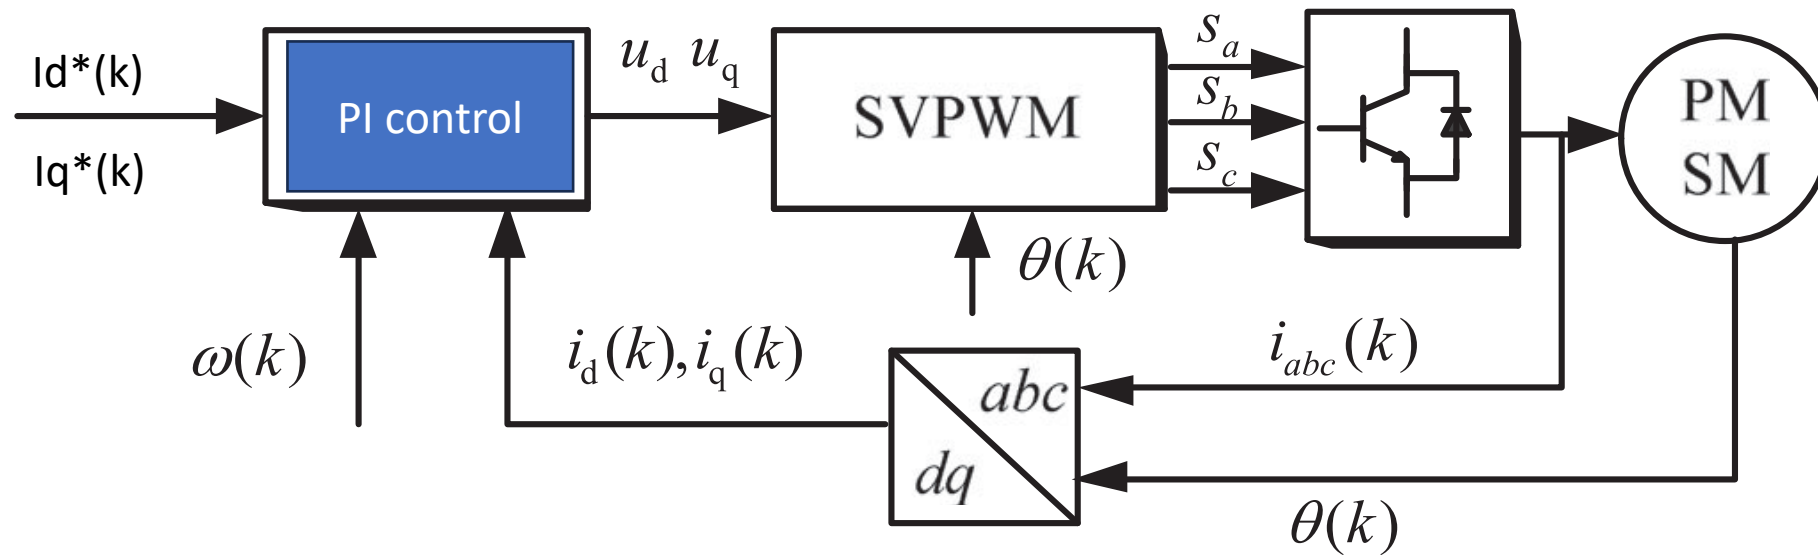 Id*(k)
Iq*(k)
PI control
u_d u_q
SVPWM
s_a
s_b
s_c
PM
SM
ω(k)
i_d(k), i_q(k)
θ(k)
abc
dq
i_abc(k)
θ(k)